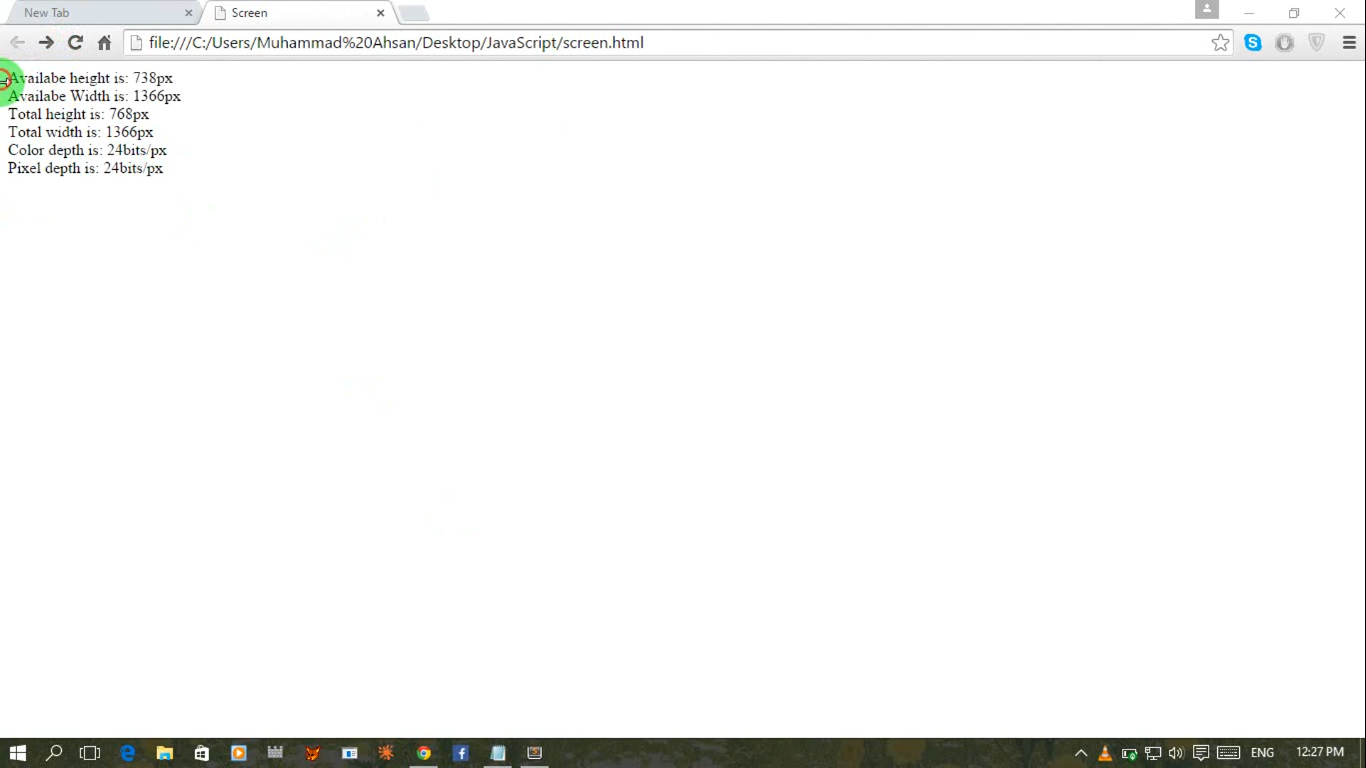 New Tab
Screen
file:///C:/Users/Muhammad%20Ahsan/Desktop/JavaScript/screen.html
Availabe height is: 738px
Availabe Width is: 1366px
Total height is: 768px
Total width is: 1366px
Color depth is: 24bits/px
Pixel depth is: 24bits/px
ENG
12:27 PM